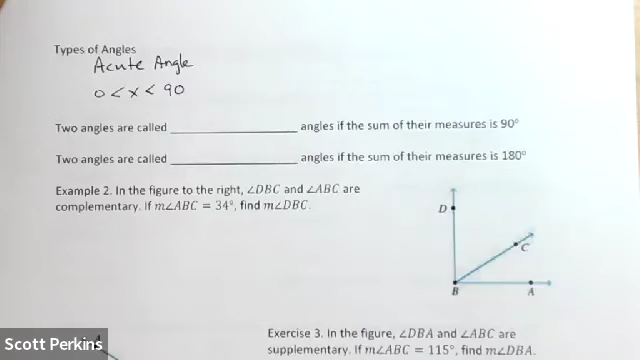 Types of Angles
Acute Angle
0 < x < 90
Two angles are called ____________________ angles if the sum of their measures is 90°
Two angles are called ____________________ angles if the sum of their measures is 180°
Example 2. In the figure to the right, ∠DBC and ∠ABC are
complementary. If m∠ABC = 34°, find m∠DBC.
D
C
B
A
Exercise 3. In the figure, ∠DBA and ∠ABC are
supplementary. If m∠ABC = 115°, find m∠DBA.
Scott Perkins